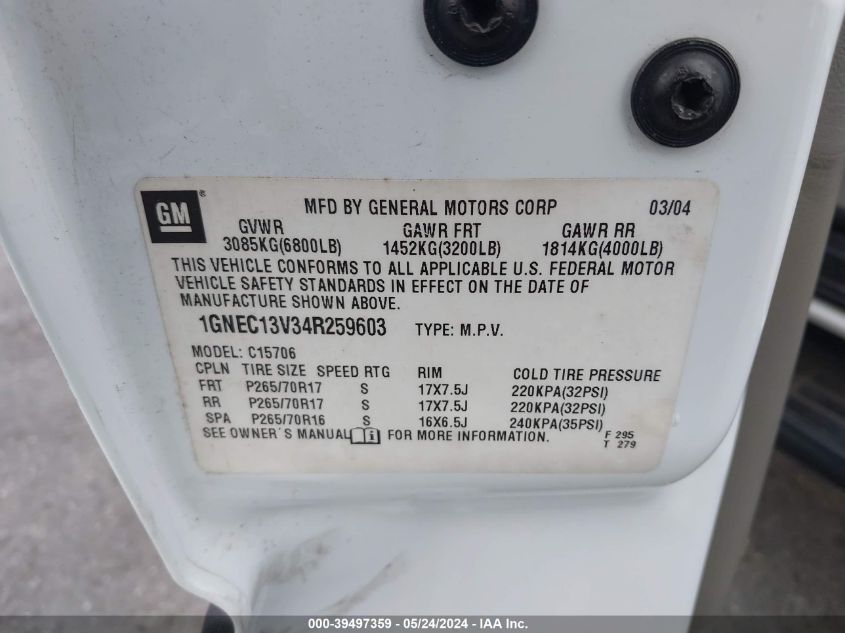 GM ®
MFD BY GENERAL MOTORS CORP 03/04
GVWR GAWR FRT GAWR RR
3085KG(6800LB) 1452KG(3200LB) 1814KG(4000LB)
THIS VEHICLE CONFORMS TO ALL APPLICABLE U.S. FEDERAL MOTOR
VEHICLE SAFETY STANDARDS IN EFFECT ON THE DATE OF
MANUFACTURE SHOWN ABOVE.
1GNEC13V34R259603 TYPE: M.P.V.
MODEL: C15706
CPLN TIRE SIZE SPEED RTG RIM COLD TIRE PRESSURE
FRT P265/70R17 S 17X7.5J 220KPA(32PSI)
RR P265/70R17 S 17X7.5J 220KPA(32PSI)
SPA P265/70R16 S 16X6.5J 240KPA(35PSI)
SEE OWNER'S MANUAL FOR MORE INFORMATION. F 295
T 279
000-39497359 - 05/24/2024 - IAA Inc.